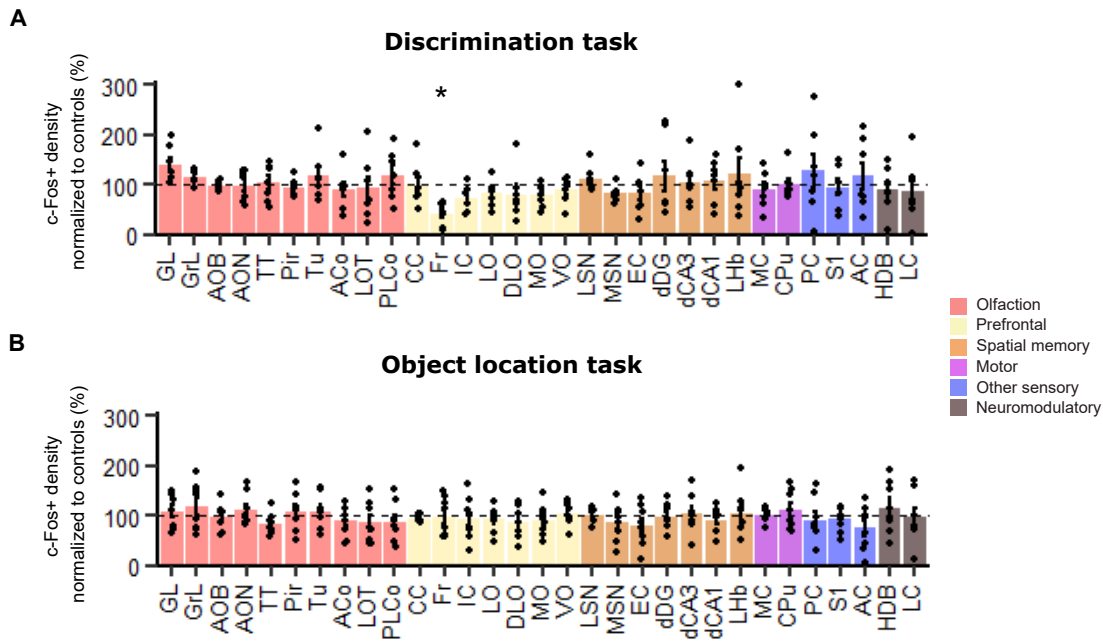 A
Discrimination task
c-Fos+ density
normalized to controls (%)
300
200
100
0
*
GL GrL AOB AON TT Pir Tu ACo LOT PLCo CC Fr IC LO DLO MO VO LSN MSN EC dDG dCA3 dCA1 LHb MC CPu PC S1 AC HDB LC
Olfaction
Prefrontal
Spatial memory
Motor
Other sensory
Neuromodulatory
B
Object location task
c-Fos+ density
normalized to controls (%)
300
200
100
0
GL GrL AOB AON TT Pir Tu ACo LOT PLCo CC Fr IC LO DLO MO VO LSN MSN EC dDG dCA3 dCA1 LHb MC CPu PC S1 AC HDB LC